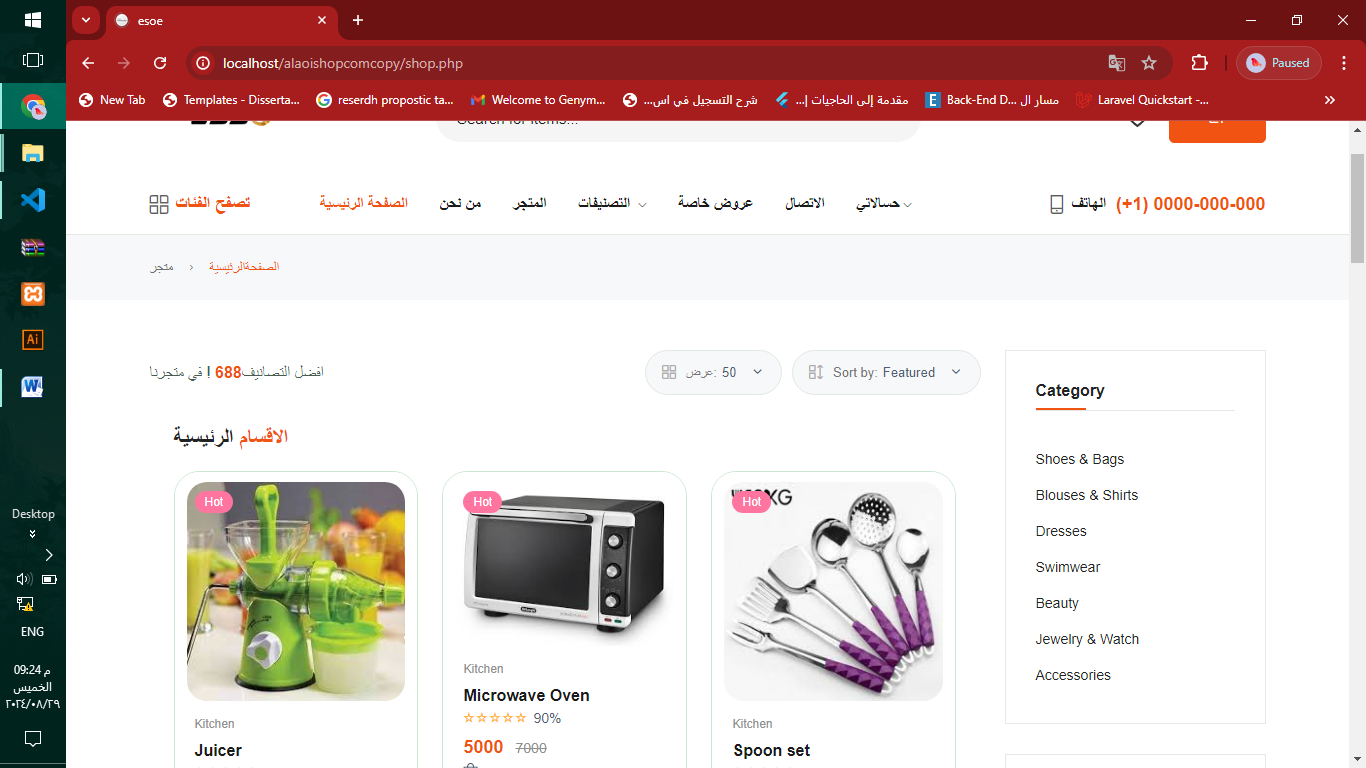 esoe
localhost/alaoishopcomcopy/shop.php
Paused
New Tab
Templates - Disserta...
reserdh propostic ta...
Welcome to Genym...
شرح التسجيل في اس...
مقدمة إلى الحاجيات |...
Back-End D... مسار ال
Laravel Quickstart -...
Search for items...
تصفح الفئات
الصفحة الرئيسية
من نحن
المتجر
التصنيفات
عروض خاصة
الاتصال
حساباتي
الهاتف (+1) 0000-000-000
الصفحةالرئيسية
متجر
افضل التصانيف688 ! في متجرنا
عرض: 50
Sort by: Featured
الاقسام الرئيسية
Hot
Kitchen
Juicer
Hot
Kitchen
Microwave Oven
90%
5000 7000
Hot
Kitchen
Spoon set
Category
Shoes & Bags
Blouses & Shirts
Dresses
Swimwear
Beauty
Jewelry & Watch
Accessories
Desktop
ENG
09:24 م
الخميس
٢٠٢٤/٠٨/٢٩